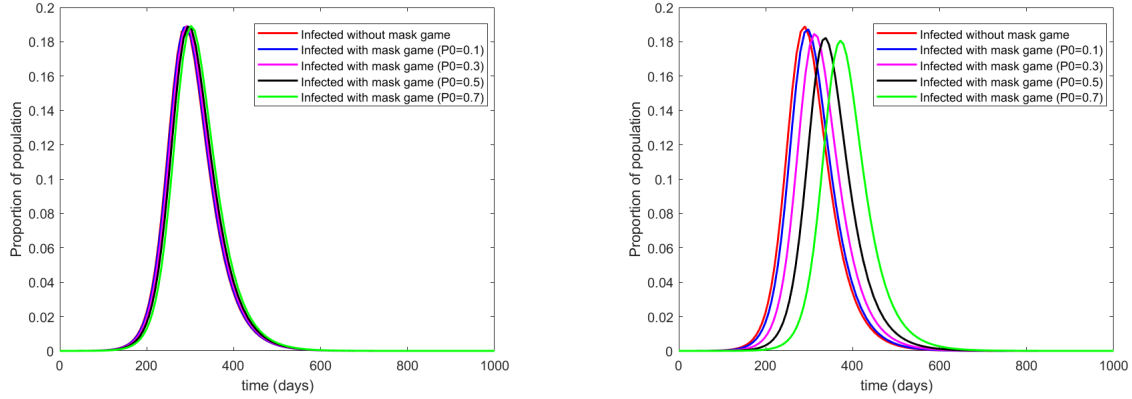 0.2
0.18
0.16
0.14
0.12
0.1
0.08
0.06
0.04
0.02
0
Proportion of population
Infected without mask game
Infected with mask game (P0=0.1)
Infected with mask game (P0=0.3)
Infected with mask game (P0=0.5)
Infected with mask game (P0=0.7)
0 200 400 600 800 1000
time (days)
0.2
0.18
0.16
0.14
0.12
0.1
0.08
0.06
0.04
0.02
0
Proportion of population
Infected without mask game
Infected with mask game (P0=0.1)
Infected with mask game (P0=0.3)
Infected with mask game (P0=0.5)
Infected with mask game (P0=0.7)
0 200 400 600 800 1000
time (days)